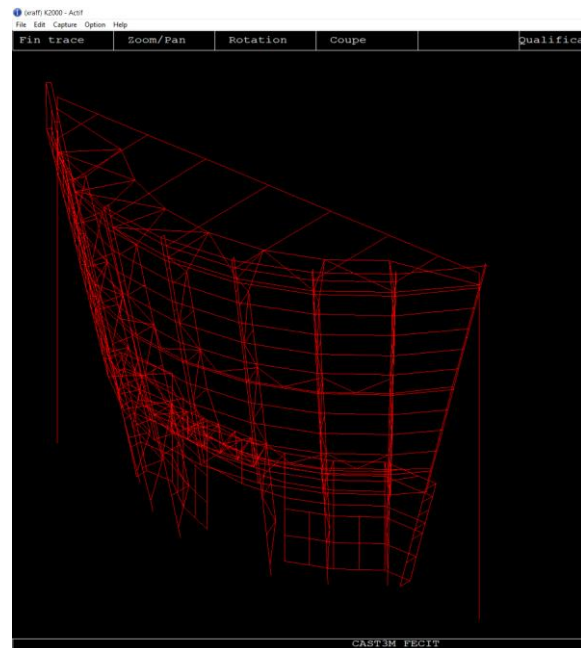 (xraff) K2000 - Actif
File Edit Capture Option Help
Fin trace Zoom/Pan Rotation Coupe Qualifica
CAST3M FECIT